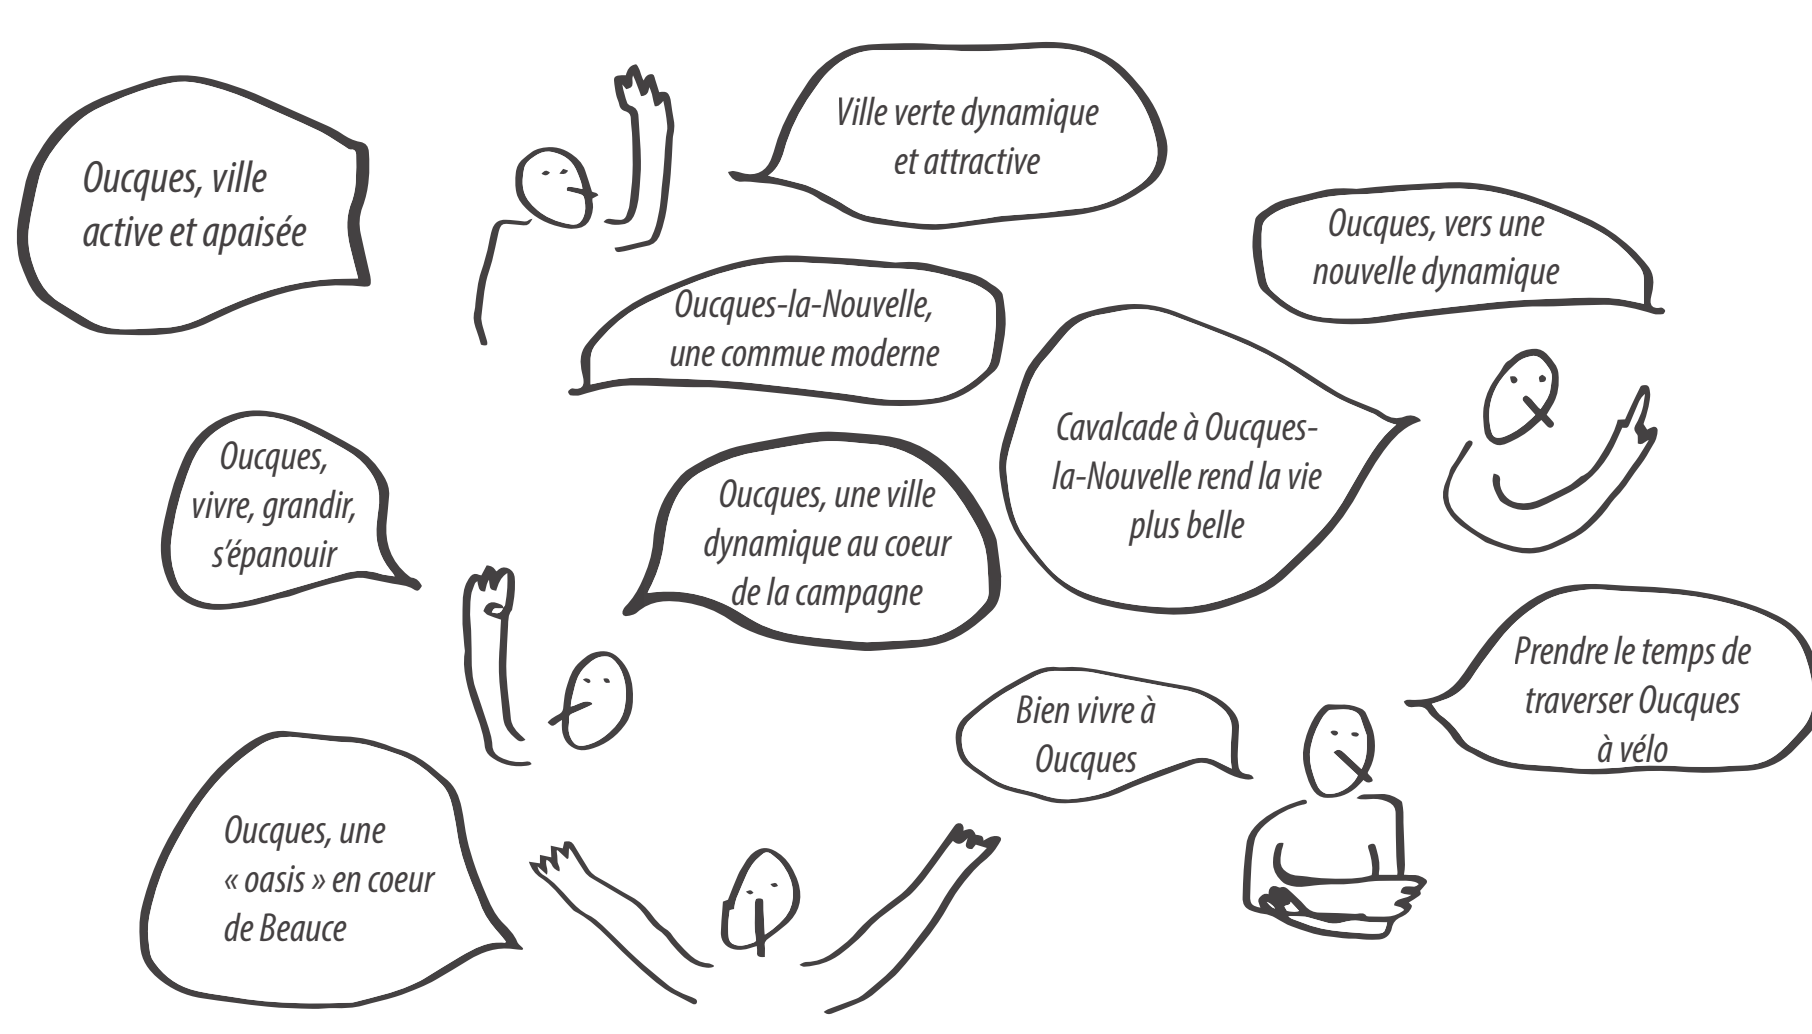 Oucques, ville
active et apaisée
Ville verte dynamique
et attractive
Oucques, vers une
nouvelle dynamique
Oucques-la-Nouvelle,
une commue moderne
Cavalcade à Oucques-
la-Nouvelle rend la vie
plus belle
Oucques,
vivre, grandir,
s'épanouir
Oucques, une ville
dynamique au coeur
de la campagne
Prendre le temps de
traverser Oucques
à vélo
Bien vivre à
Oucques
Oucques, une
« oasis » en coeur
de Beauce